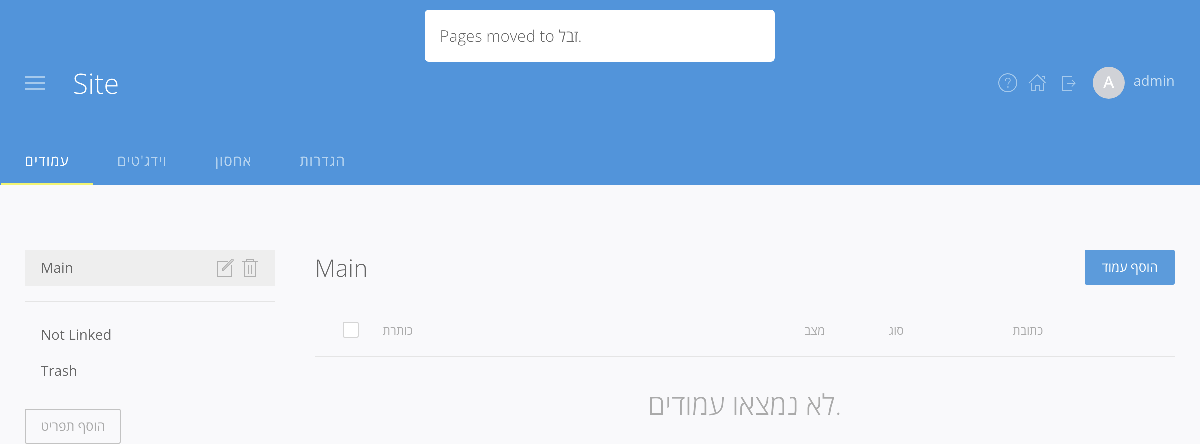 Pages moved to זבל.
Site
A
admin
עמודים
וידג'טים
אחסון
הגדרות
Main
Not Linked
Trash
הוסף תפריט
Main
הוסף עמוד
כותרת
מצב
סוג
כתובת
לא נמצאו עמודים.